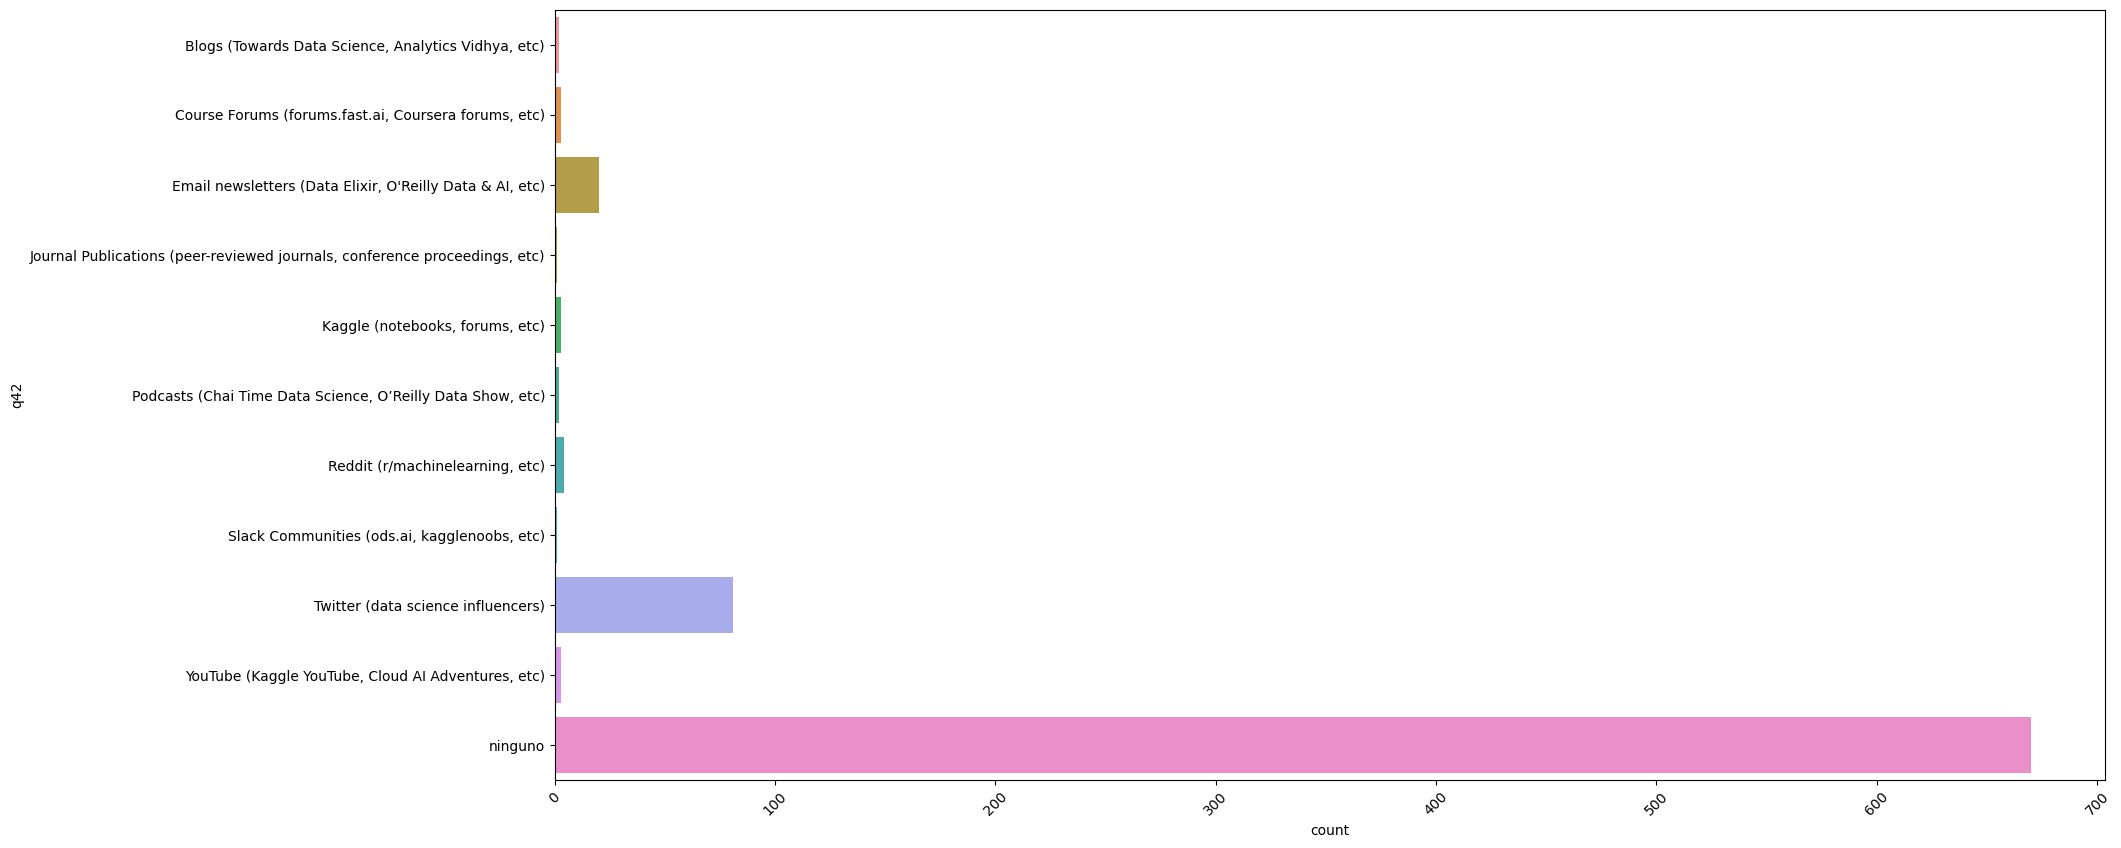 Blogs (Towards Data Science, Analytics Vidhya, etc)
Course Forums (forums.fast.ai, Coursera forums, etc)
Email newsletters (Data Elixir, O'Reilly Data & AI, etc)
Journal Publications (peer-reviewed journals, conference proceedings, etc)
Kaggle (notebooks, forums, etc)
Podcasts (Chai Time Data Science, O’Reilly Data Show, etc)
Reddit (r/machinelearning, etc)
Slack Communities (ods.ai, kagglenoobs, etc)
Twitter (data science influencers)
YouTube (Kaggle YouTube, Cloud AI Adventures, etc)
ninguno
q42
0 100 200 300 400 500 600 700
count